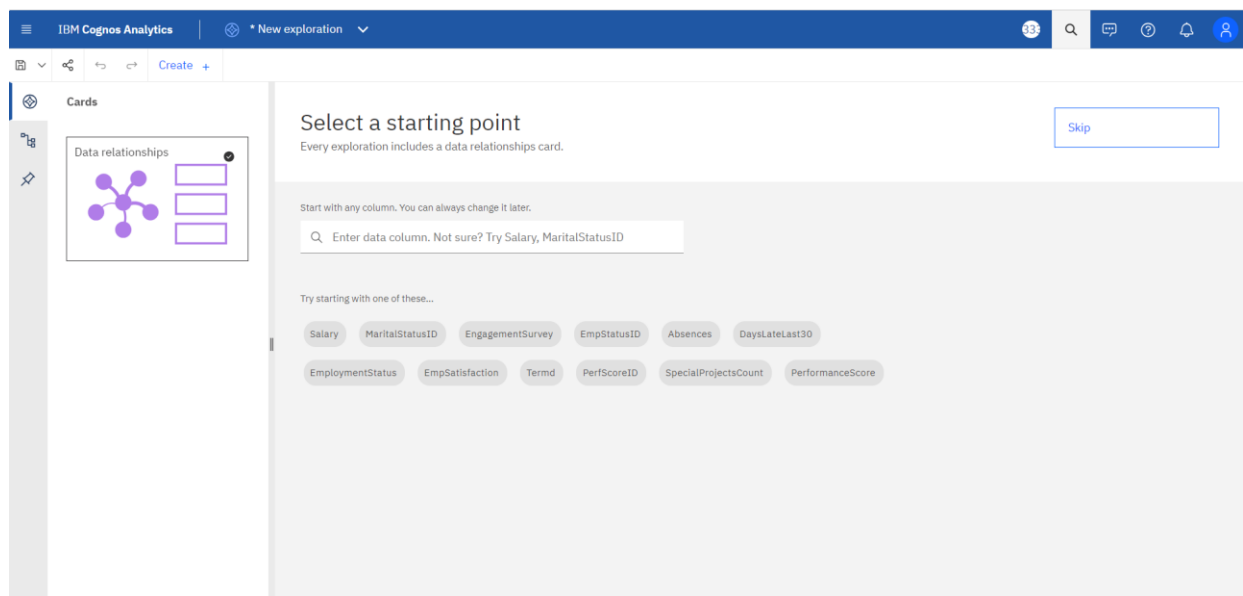 IBM Cognos Analytics
* New exploration
Create +
Cards
Data relationships
Select a starting point
Every exploration includes a data relationships card.
Skip
Start with any column. You can always change it later.
Enter data column. Not sure? Try Salary, MaritalStatusID
Try starting with one of these...
Salary MaritalStatusID EngagementSurvey EmpStatusID Absences DaysLateLast30
EmploymentStatus EmpSatisfaction Termd PerfScoreID SpecialProjectsCount PerformanceScore